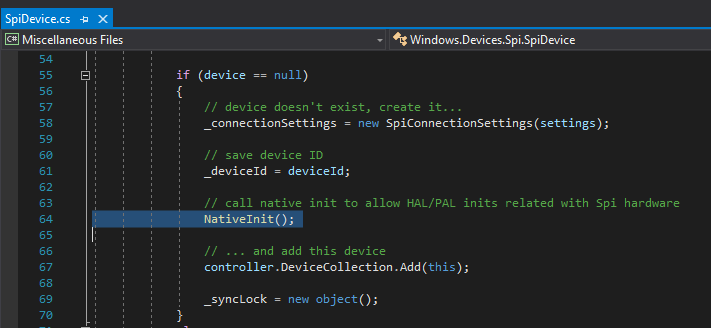 SpiDevice.cs
C# Miscellaneous Files Windows.Devices.Spi.SpiDevice
54
55 if (device == null)
56 {
57 // device doesn't exist, create it...
58 _connectionSettings = new SpiConnectionSettings(settings);
59
60 // save device ID
61 _deviceId = deviceId;
62
63 // call native init to allow HAL/PAL inits related with Spi hardware
64 NativeInit();
65
66 // ... and add this device
67 controller.DeviceCollection.Add(this);
68
69 _syncLock = new object();
70 }